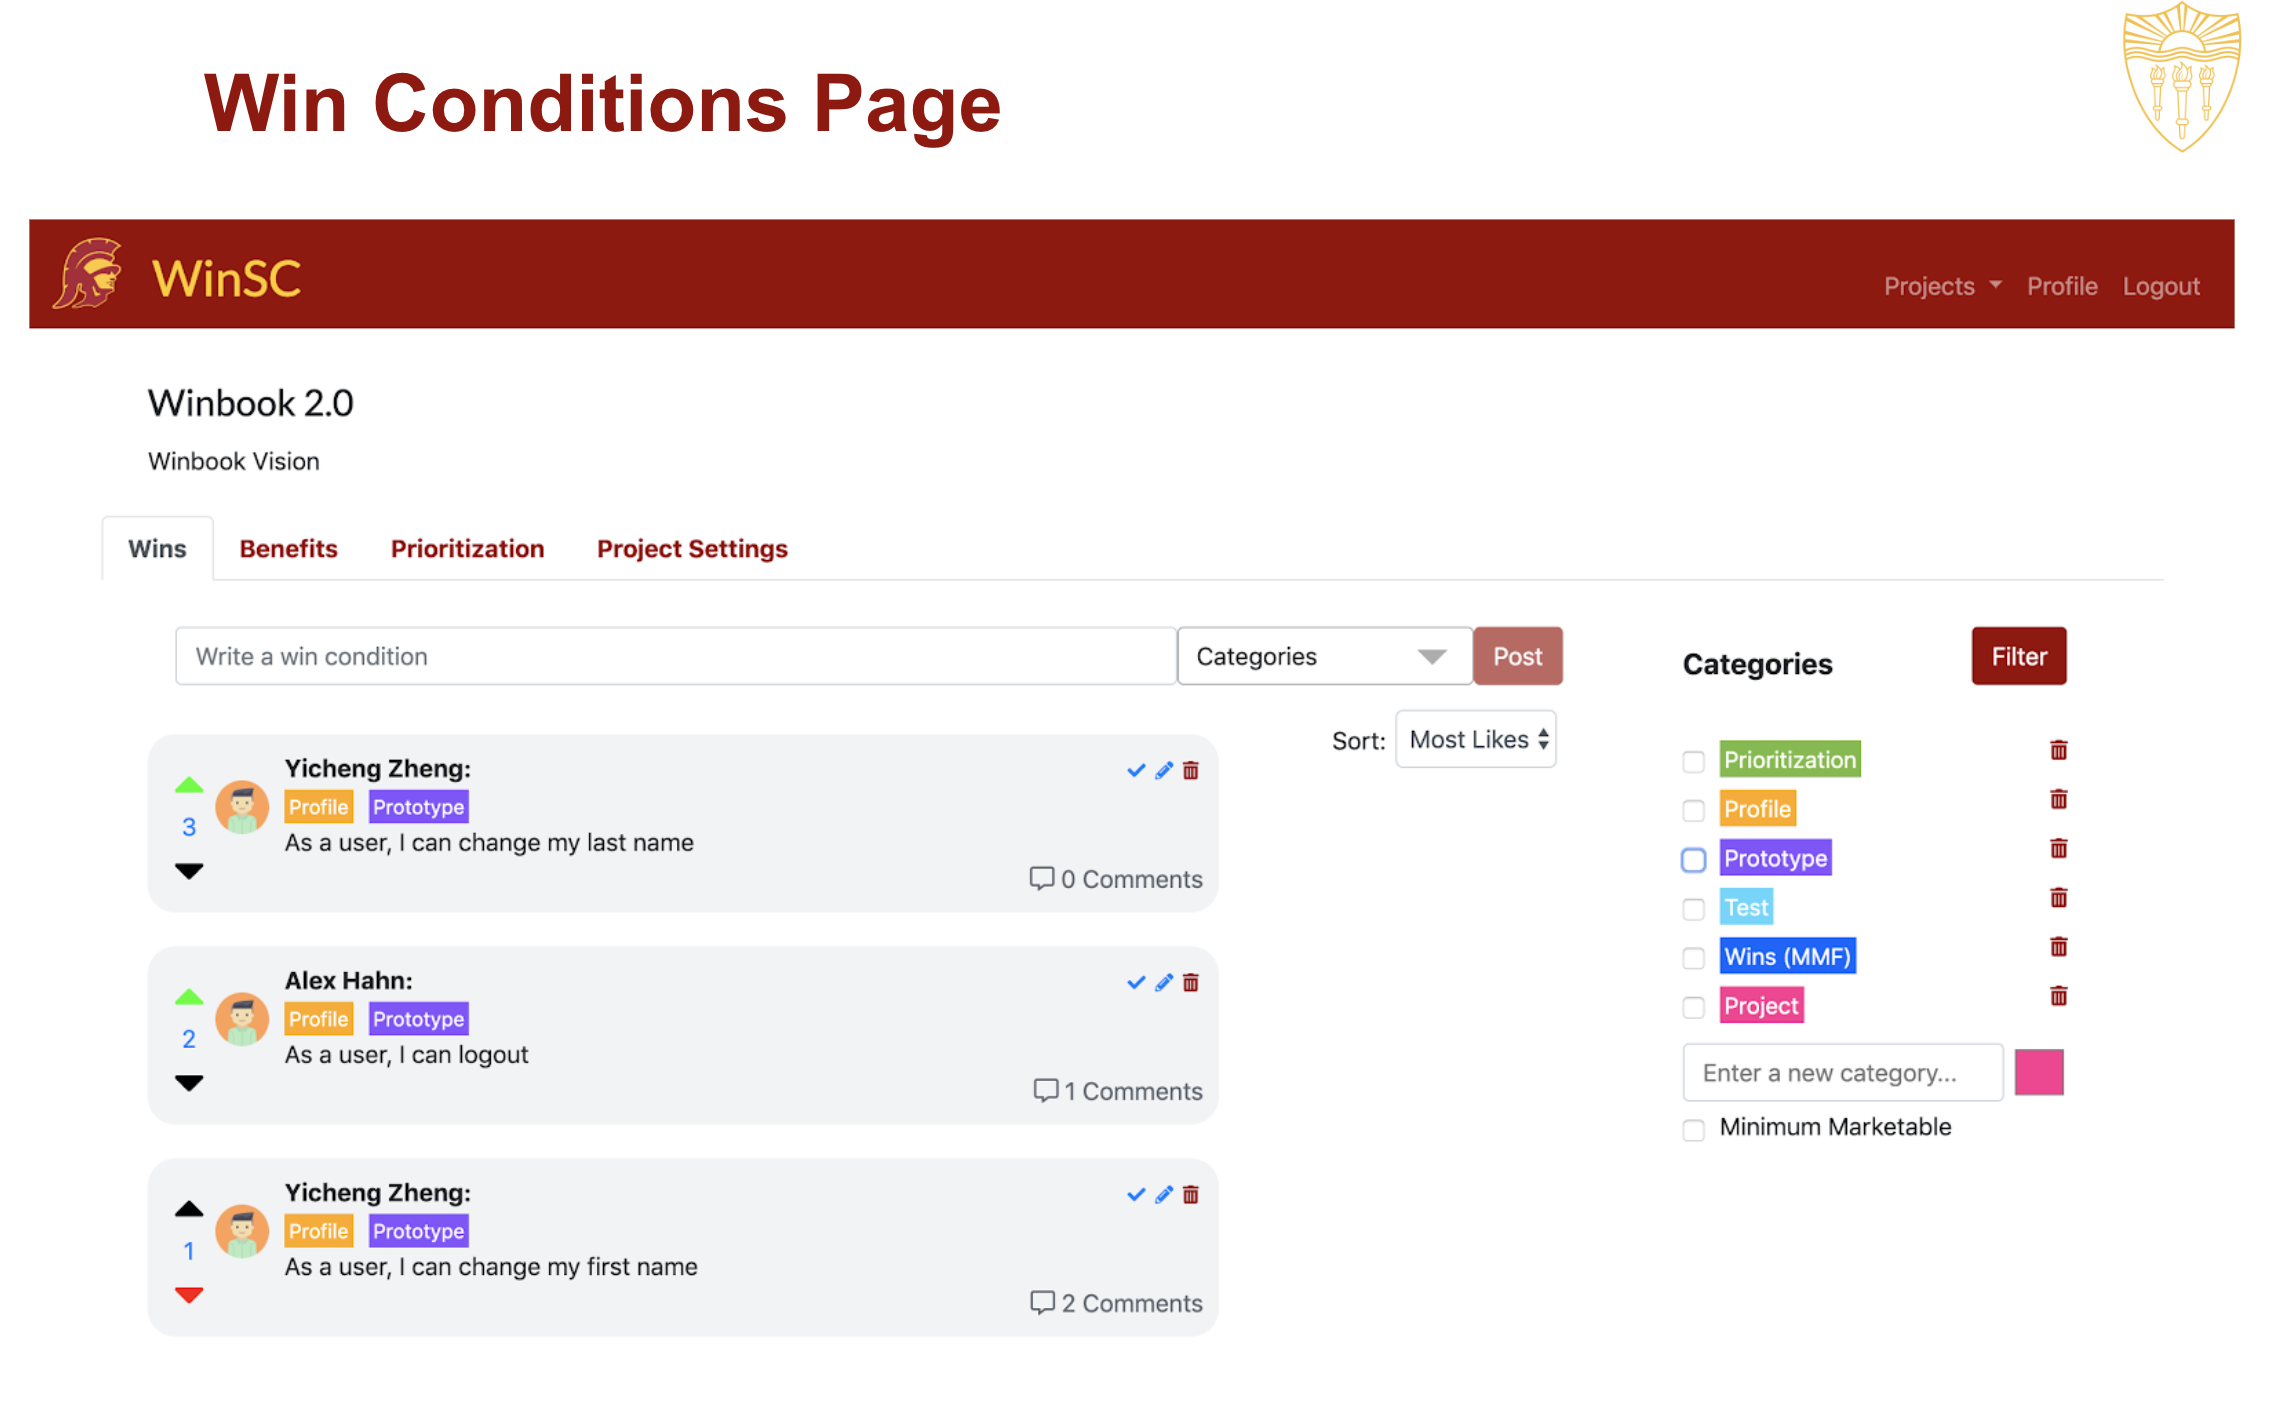 Win Conditions Page
WinSC
Projects Profile Logout
Winbook 2.0
Winbook Vision
Wins Benefits Prioritization Project Settings
Write a win condition Categories Post
Sort: Most Likes
Yicheng Zheng:
Profile Prototype
3
As a user, I can change my last name
0 Comments
Alex Hahn:
Profile Prototype
2
As a user, I can logout
1 Comments
Yicheng Zheng:
Profile Prototype
1
As a user, I can change my first name
2 Comments
Categories Filter
Prioritization
Profile
Prototype
Test
Wins (MMF)
Project
Enter a new category...
Minimum Marketable